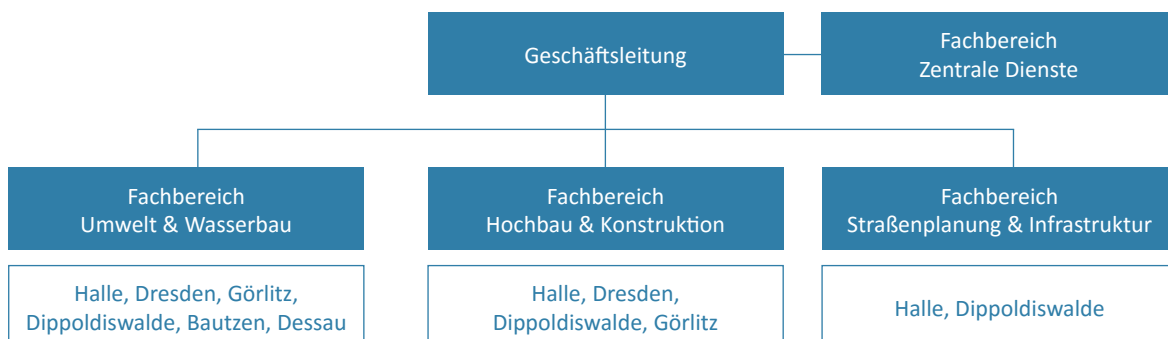 Geschäftsleitung
Fachbereich
Zentrale Dienste
Fachbereich
Umwelt & Wasserbau
Fachbereich
Hochbau & Konstruktion
Fachbereich
Straßenplanung & Infrastruktur
Halle, Dresden, Görlitz,
Dippoldiswalde, Bautzen, Dessau
Halle, Dresden,
Dippoldiswalde, Görlitz
Halle, Dippoldiswalde